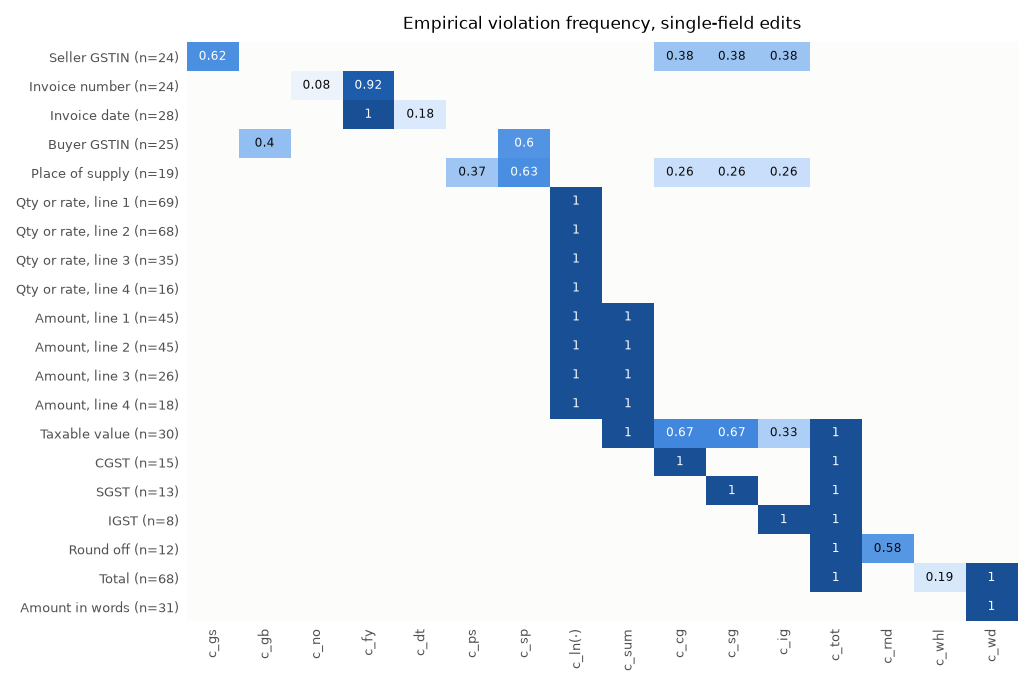 Empirical violation frequency, single-field edits
Seller GSTIN (n=24) 0.62 0.38 0.38 0.38
Invoice number (n=24) 0.08 0.92
Invoice date (n=28) 1 0.18
Buyer GSTIN (n=25) 0.4 0.6
Place of supply (n=19) 0.37 0.63 0.26 0.26 0.26
Qty or rate, line 1 (n=69) 1
Qty or rate, line 2 (n=68) 1
Qty or rate, line 3 (n=35) 1
Qty or rate, line 4 (n=16) 1
Amount, line 1 (n=45) 1 1
Amount, line 2 (n=45) 1 1
Amount, line 3 (n=26) 1 1
Amount, line 4 (n=18) 1 1
Taxable value (n=30) 1 0.67 0.67 0.33 1
CGST (n=15) 1 1
SGST (n=13) 1 1
IGST (n=8) 1 1
Round off (n=12) 1 0.58
Total (n=68) 1 0.19 1
Amount in words (n=31) 1
c_gs c_gb c_no c_fy c_dt c_ps c_sp c_ln(·) c_sum c_cg c_sg c_ig c_tot c_rnd c_whl c_wd